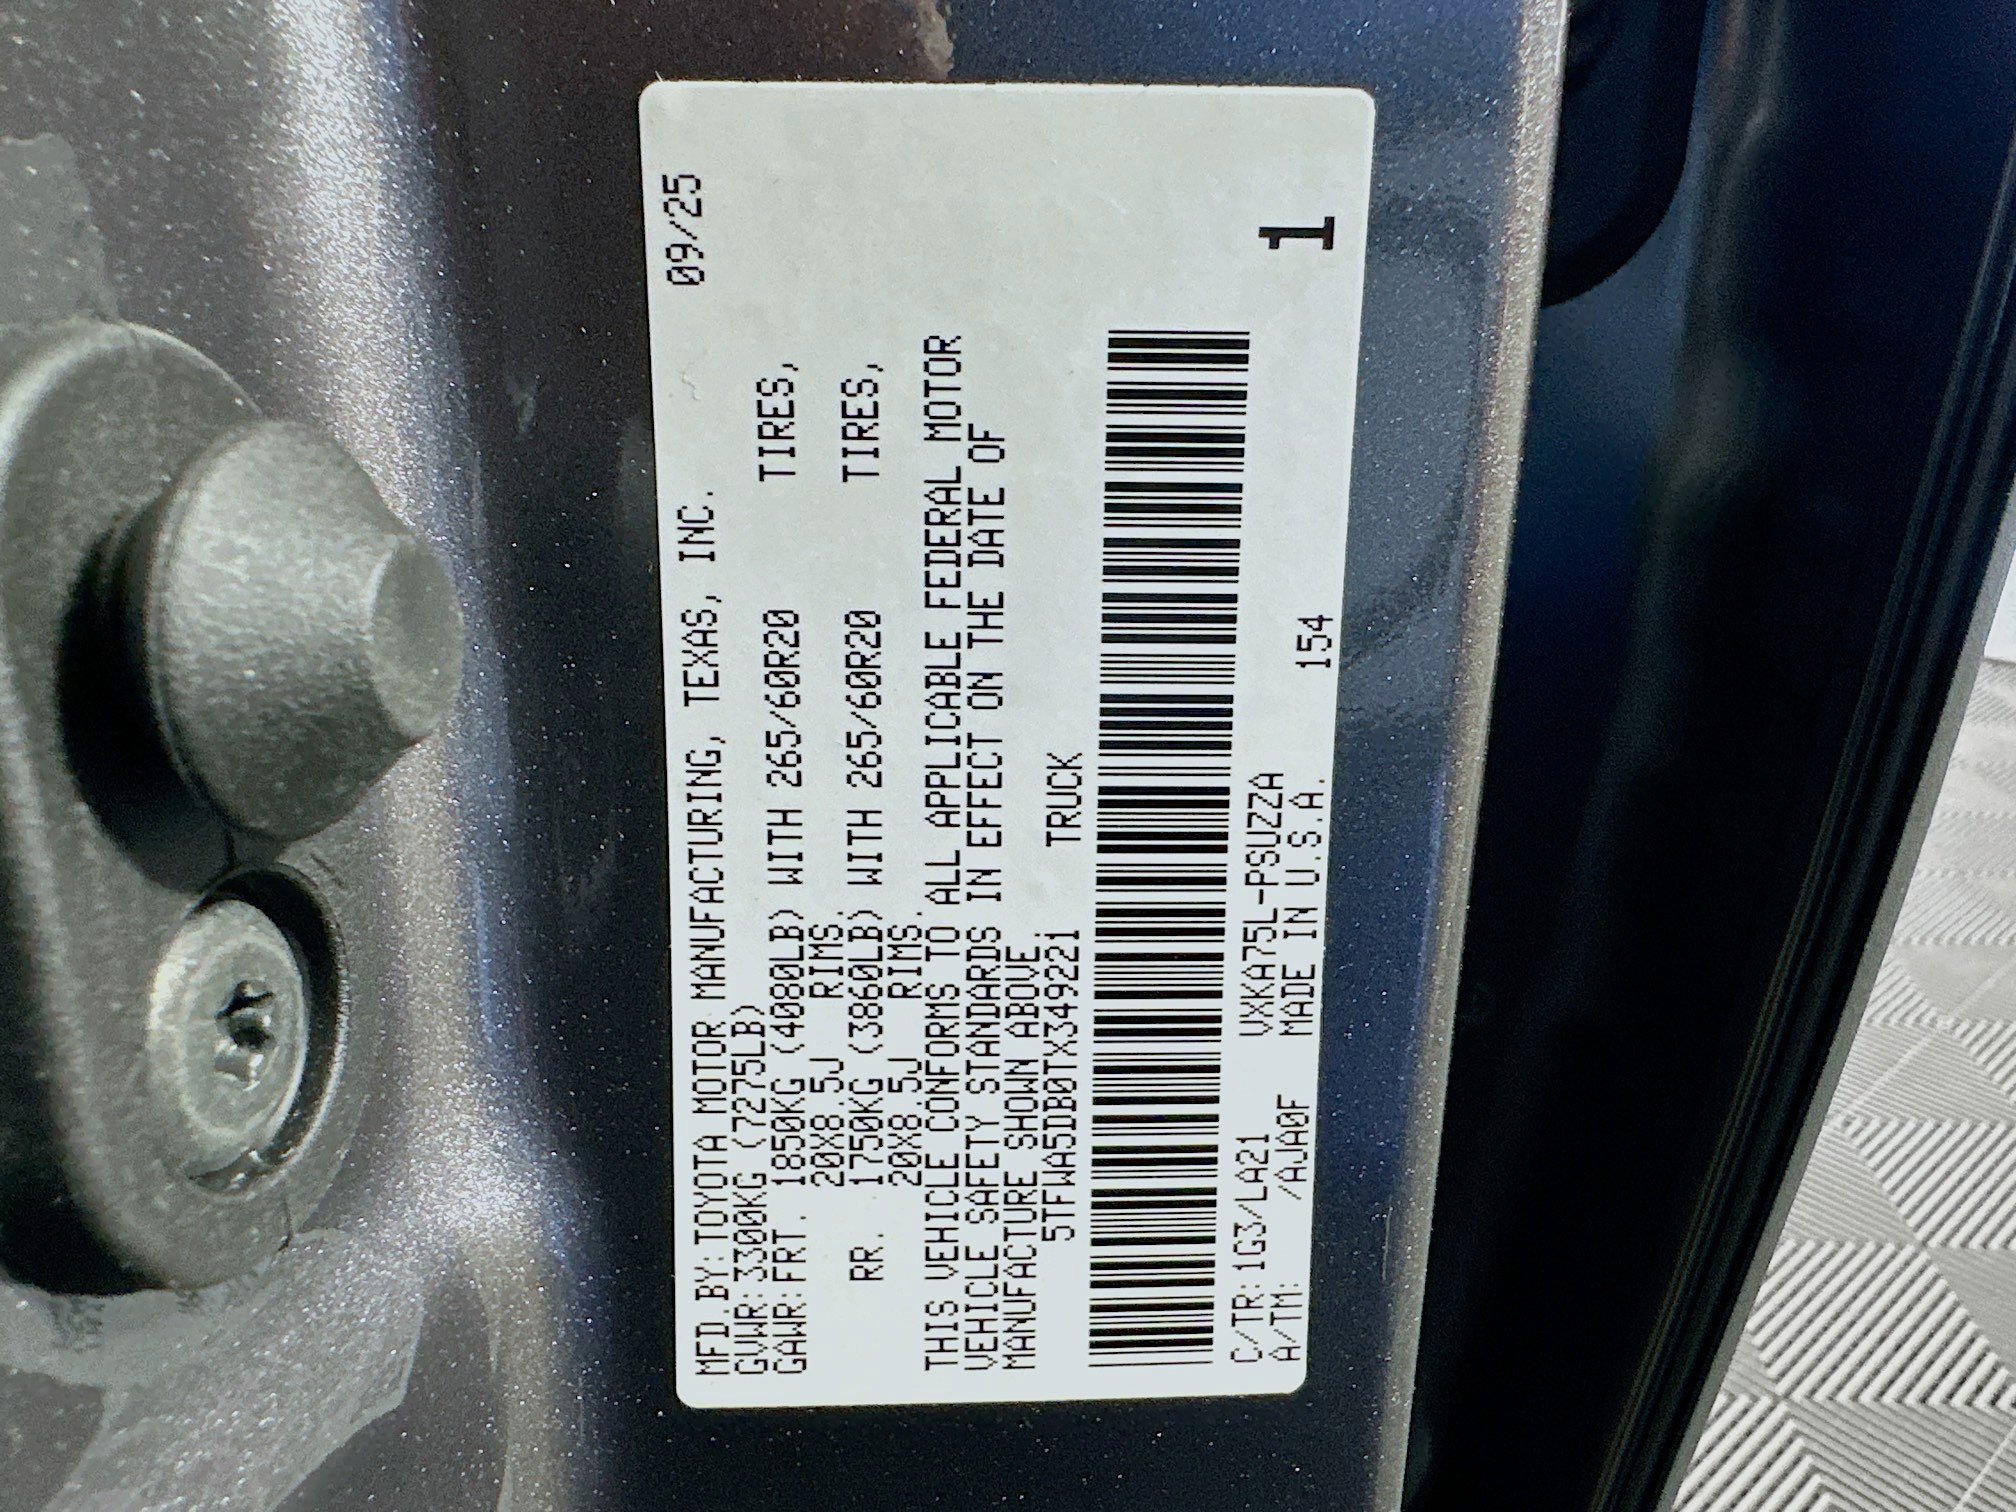 MFD.BY:TOYOTA MOTOR MANUFACTURING, TEXAS, INC. 09/25
GVWR:3300KG (7275LB)
GAWR:FRT. 1850KG (4080LB) WITH 265/60R20 TIRES,
20X8.5J RIMS.
RR. 1750KG (3860LB) WITH 265/60R20 TIRES,
20X8.5J RIMS.
THIS VEHICLE CONFORMS TO ALL APPLICABLE FEDERAL MOTOR
VEHICLE SAFETY STANDARDS IN EFFECT ON THE DATE OF
MANUFACTURE SHOWN ABOVE.
5TFWA5DB0TX349221 TRUCK
C/TR:1G3/LA21 VXKA75L-PSUZZA
A/TM: /AJA0F MADE IN U.S.A. 154
1